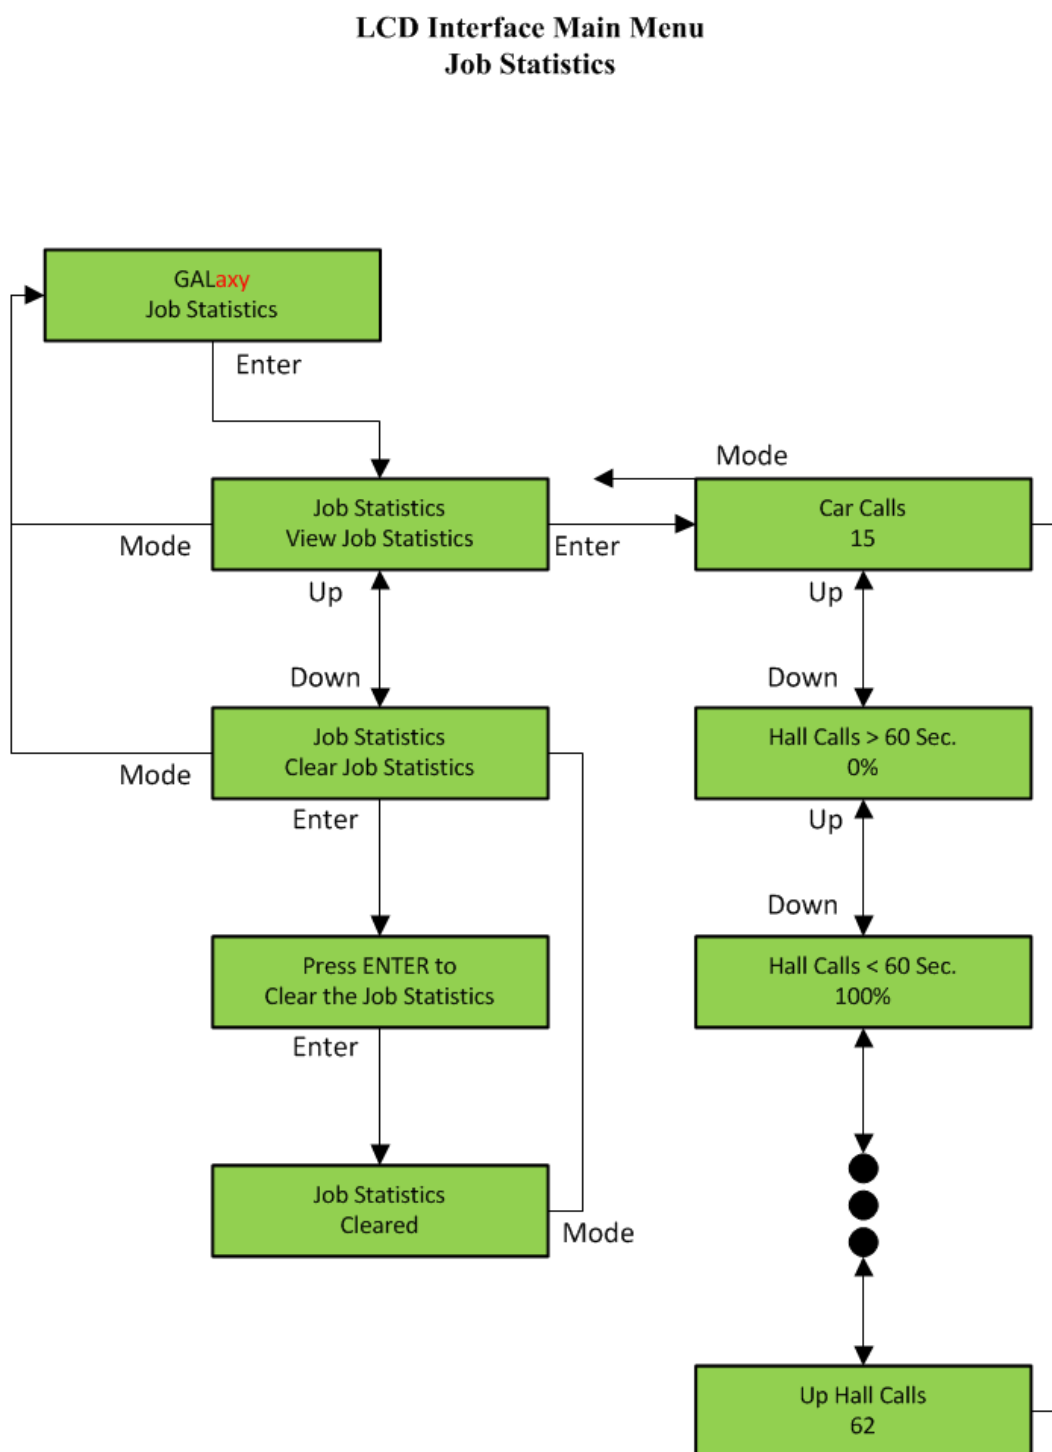 LCD Interface Main Menu
Job Statistics
GALaxy
Job Statistics
Enter
Mode
Job Statistics
View Job Statistics
Car Calls
15
Mode
Enter
Up
Up
Down
Down
Job Statistics
Clear Job Statistics
Hall Calls > 60 Sec.
0%
Mode
Enter
Up
Down
Press ENTER to
Clear the Job Statistics
Hall Calls < 60 Sec.
100%
Enter
Job Statistics
Cleared
Mode
Up Hall Calls
62